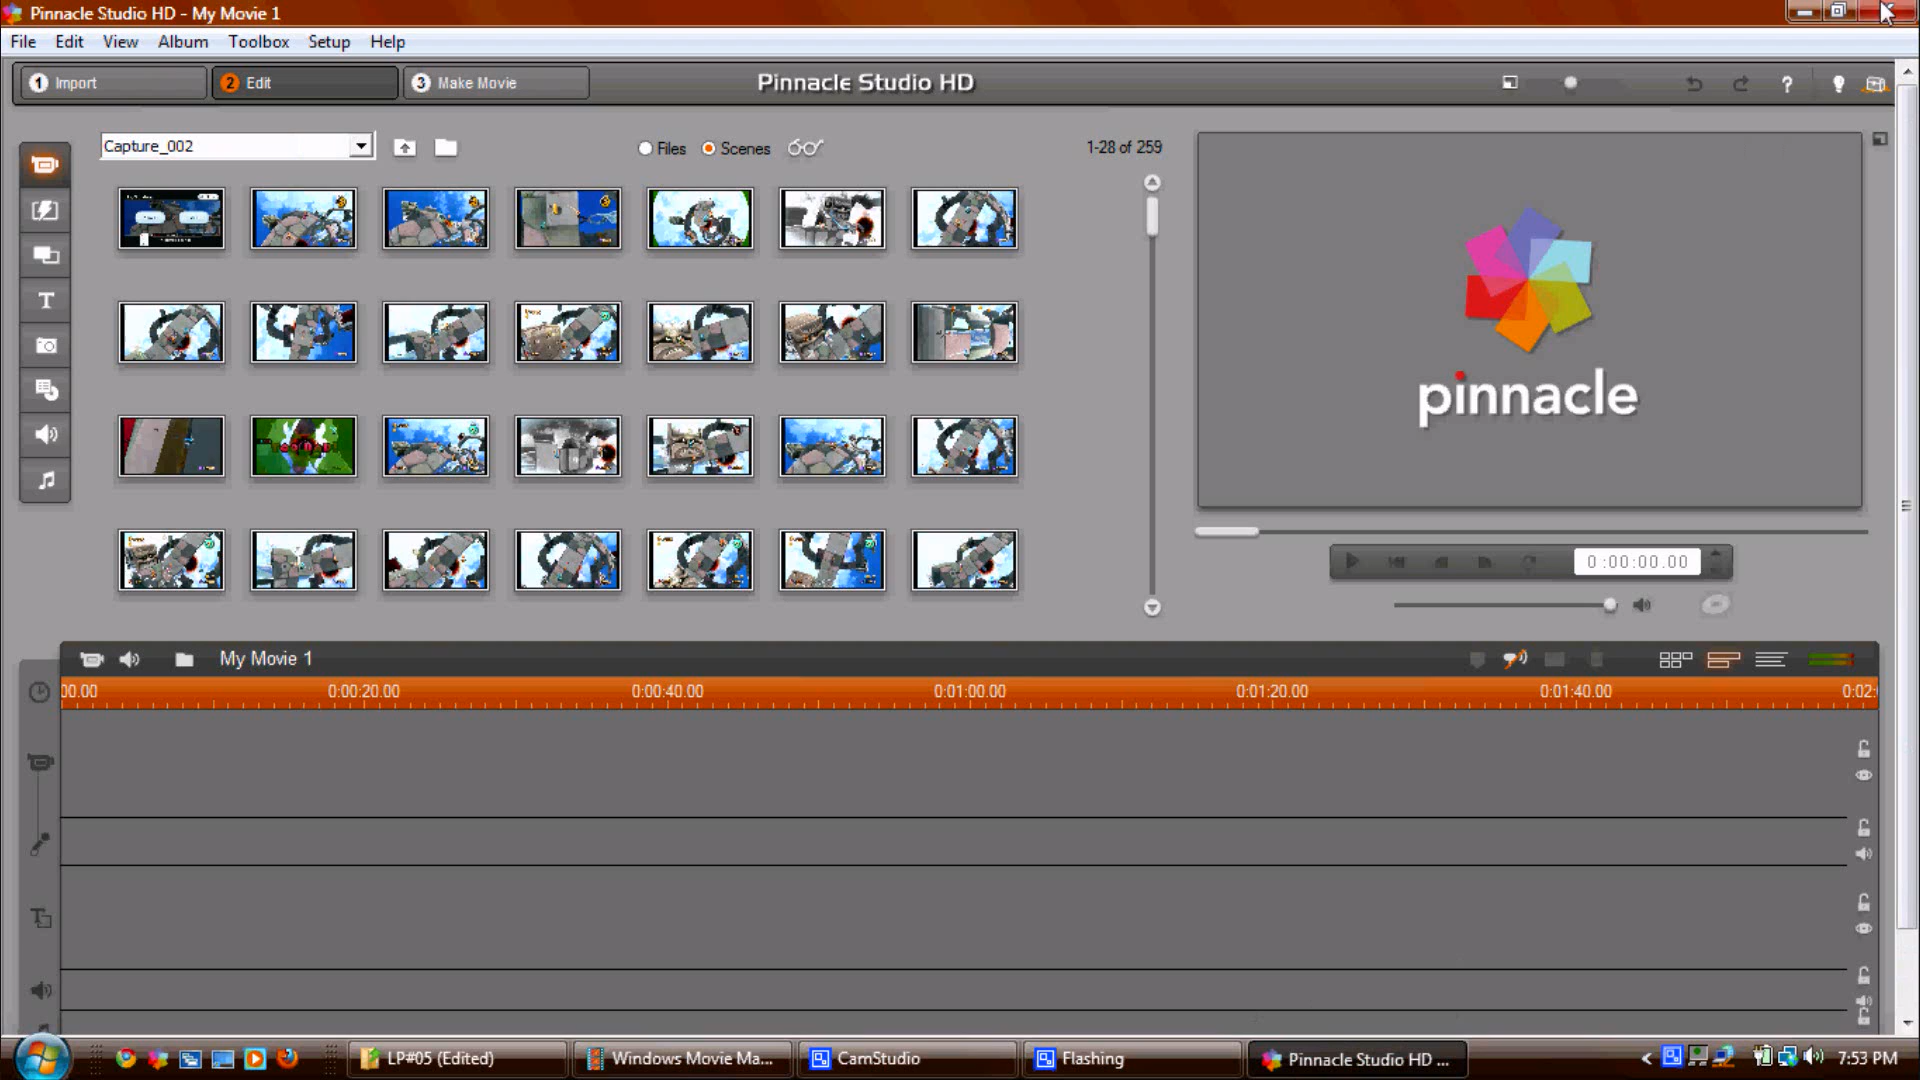 Pinnacle Studio HD - My Movie 1
File Edit View Album Toolbox Setup Help
1 Import 2 Edit 3 Make Movie Pinnacle Studio HD ?
Capture_002 Files Scenes 1-28 of 259
T
pinnacle
0:00:00.00
My Movie 1
00.00 0:00:20.00 0:00:40.00 0:01:00.00 0:01:20.00 0:01:40.00 0:02:
LP#05 (Edited) Windows Movie Ma... CamStudio Flashing Pinnacle Studio HD ... 7:53 PM